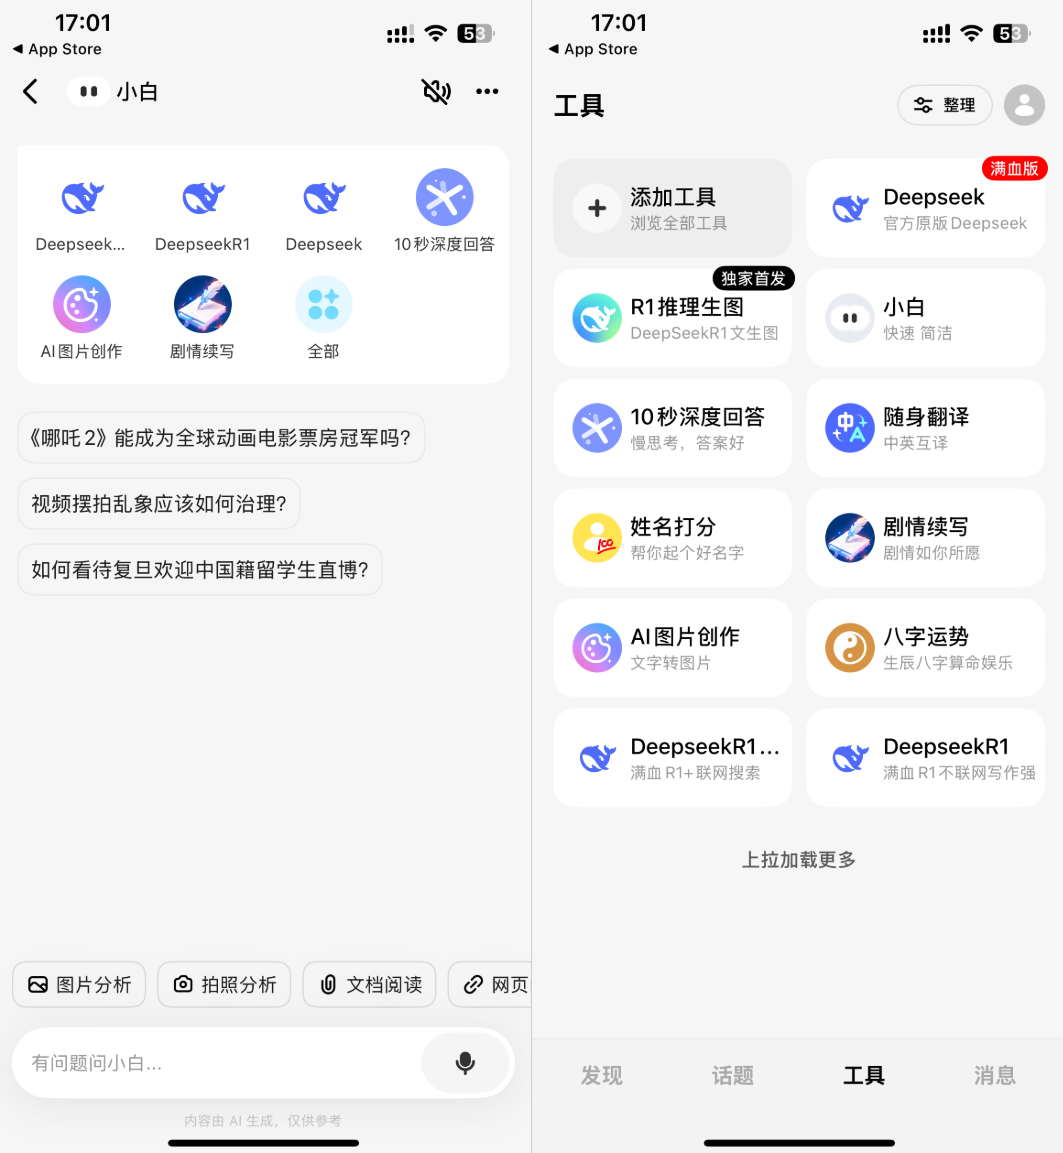 17:01
53
◀ App Store
小白
Deepseek...
DeepseekR1
Deepseek
10秒深度回答
AI图片创作
剧情续写
全部
《哪吒2》能成为全球动画电影票房冠军吗?
视频摆拍乱象应该如何治理?
如何看待复旦欢迎中国籍留学生直博?
图片分析
拍照分析
文档阅读
网页
有问题问小白...
内容由 AI 生成，仅供参考
17:01
53
◀ App Store
工具
整理
添加工具
浏览全部工具
满血版
Deepseek
官方原版Deepseek
独家首发
R1推理生图
DeepSeekR1文生图
小白
快速 简洁
10秒深度回答
慢思考，答案好
随身翻译
中英互译
姓名打分
帮你起个好名字
剧情续写
剧情如你所愿
AI图片创作
文字转图片
八字运势
生辰八字算命娱乐
DeepseekR1...
满血R1+联网搜索
DeepseekR1
满血R1不联网写作强
上拉加载更多
发现
话题
工具
消息